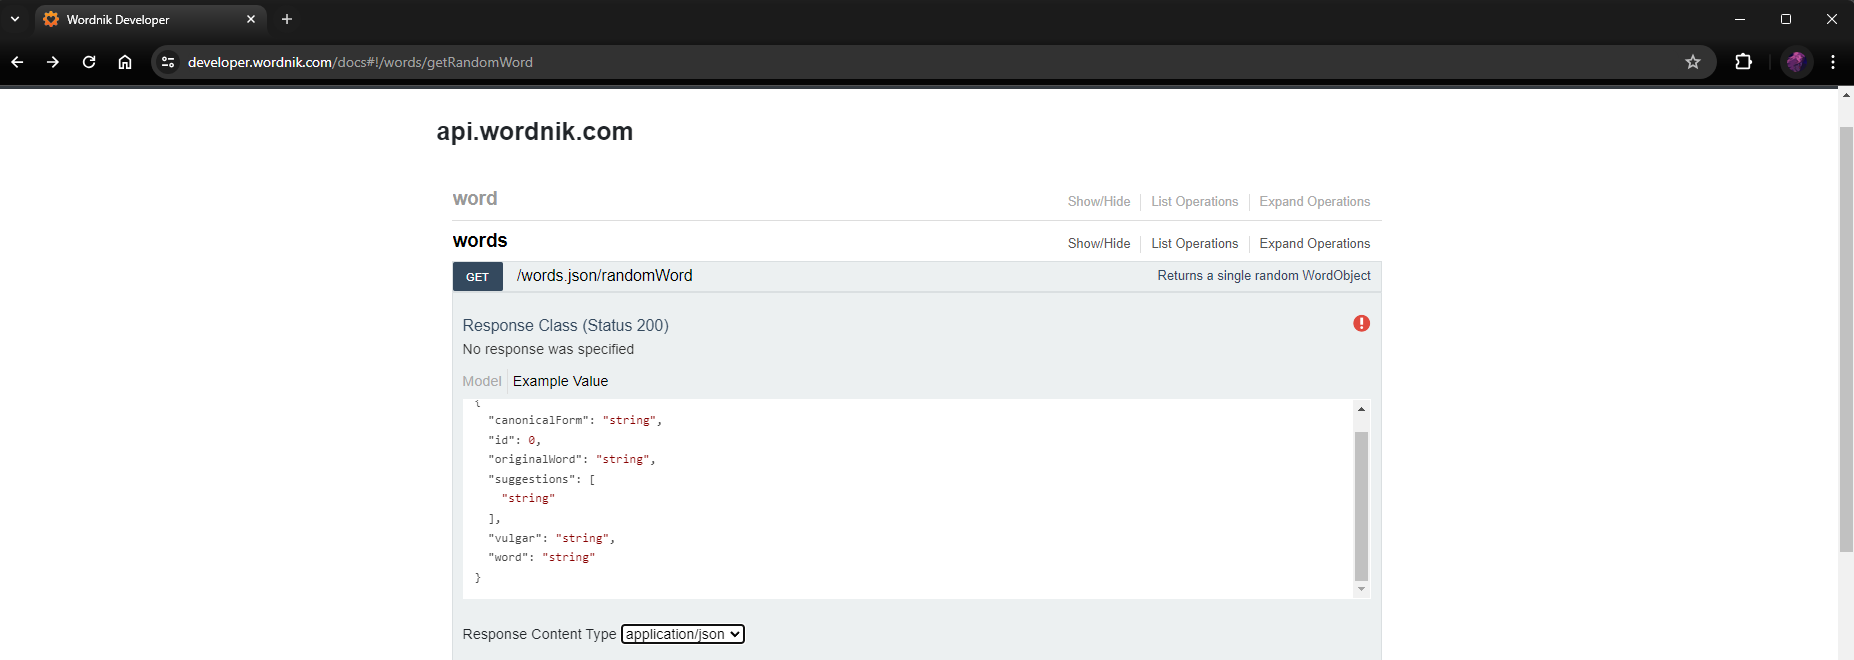 Wordnik Developer
developer.wordnik.com/docs#!/words/getRandomWord
api.wordnik.com
word Show/Hide List Operations Expand Operations
words Show/Hide List Operations Expand Operations
GET /words.json/randomWord Returns a single random WordObject
Response Class (Status 200)
No response was specified
Model Example Value
{
"canonicalForm": "string",
"id": 0,
"originalWord": "string",
"suggestions": [
"string"
],
"vulgar": "string",
"word": "string"
}
Response Content Type application/json